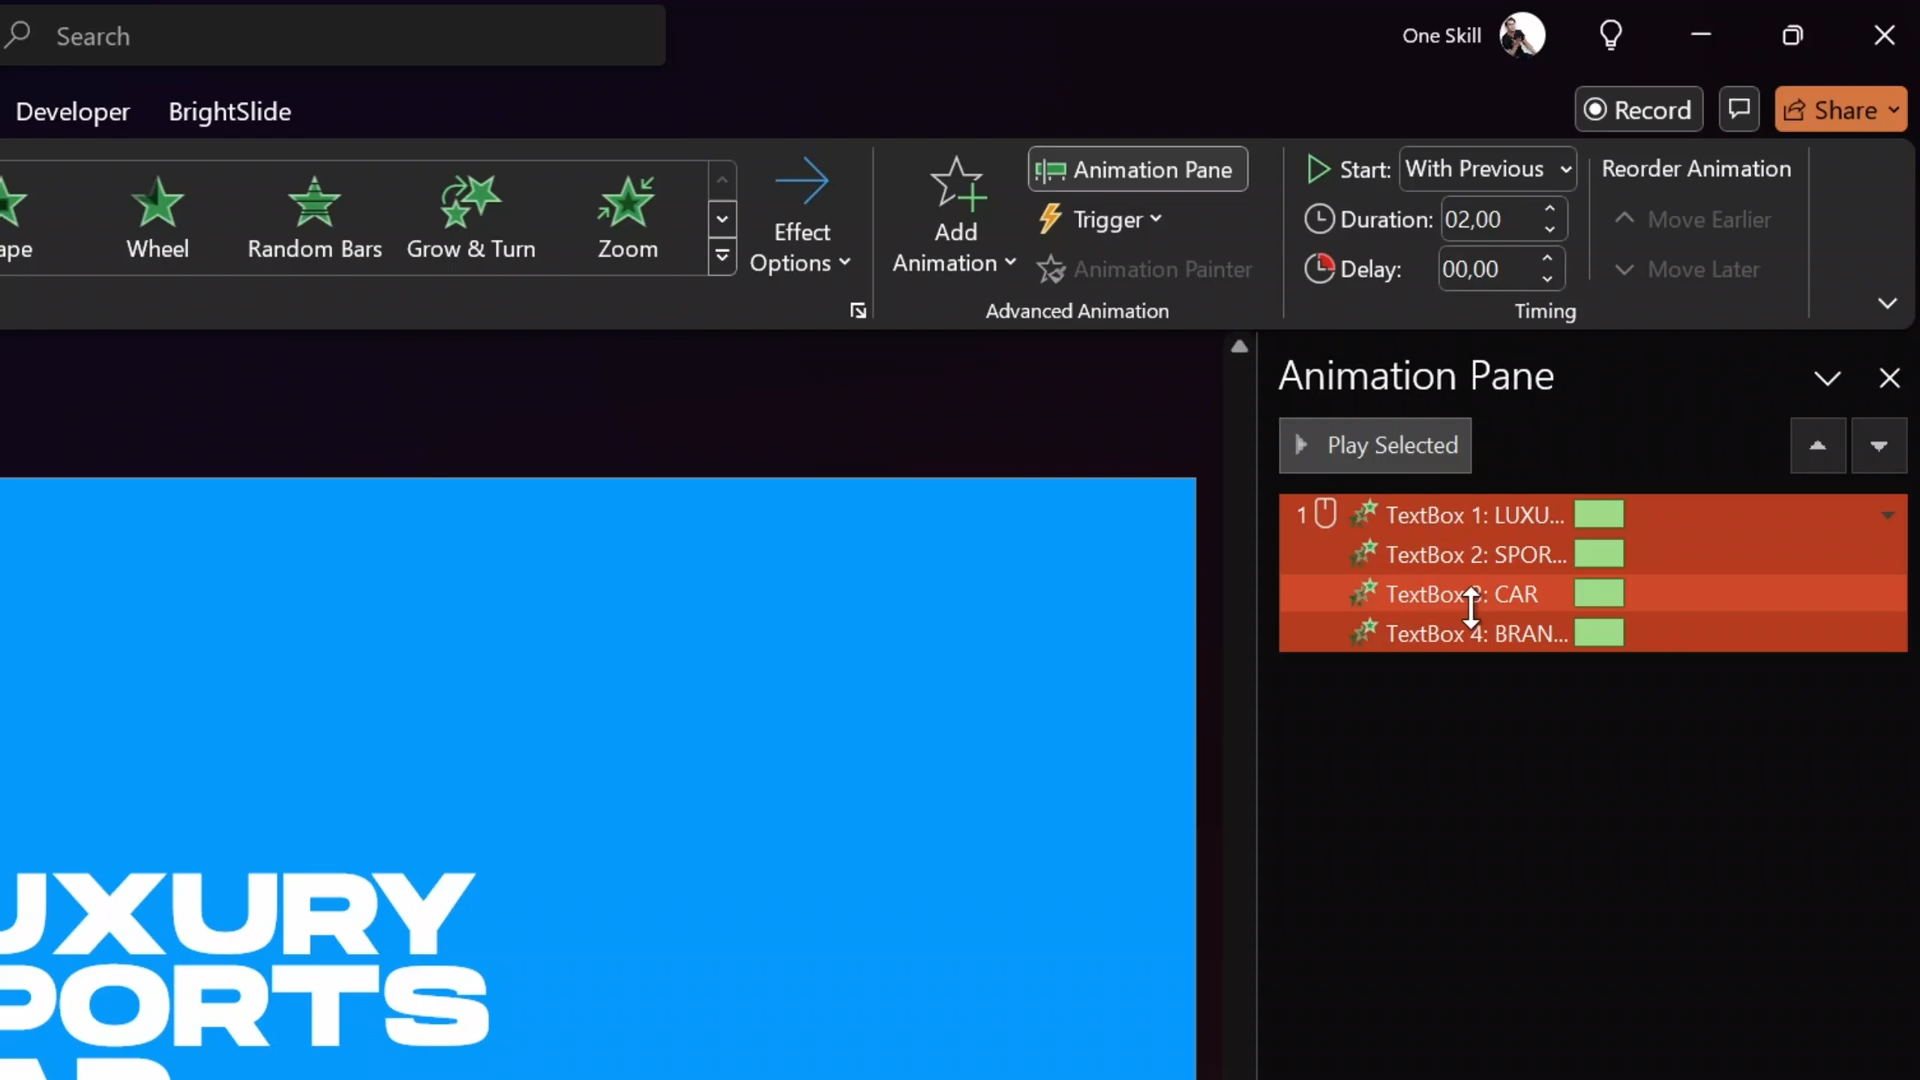 Search
One Skill
Developer
BrightSlide
Record
Share
ape
Wheel
Random Bars
Grow & Turn
Zoom
Effect
Options
Add
Animation
Animation Pane
Trigger
Animation Painter
Advanced Animation
Start: With Previous
Duration: 02,00
Delay: 00,00
Timing
Reorder Animation
Move Earlier
Move Later
Animation Pane
Play Selected
1 TextBox 1: LUXU...
TextBox 2: SPOR...
TextBox 3: CAR
TextBox 4: BRAN...
UXURY
PORTS
AR